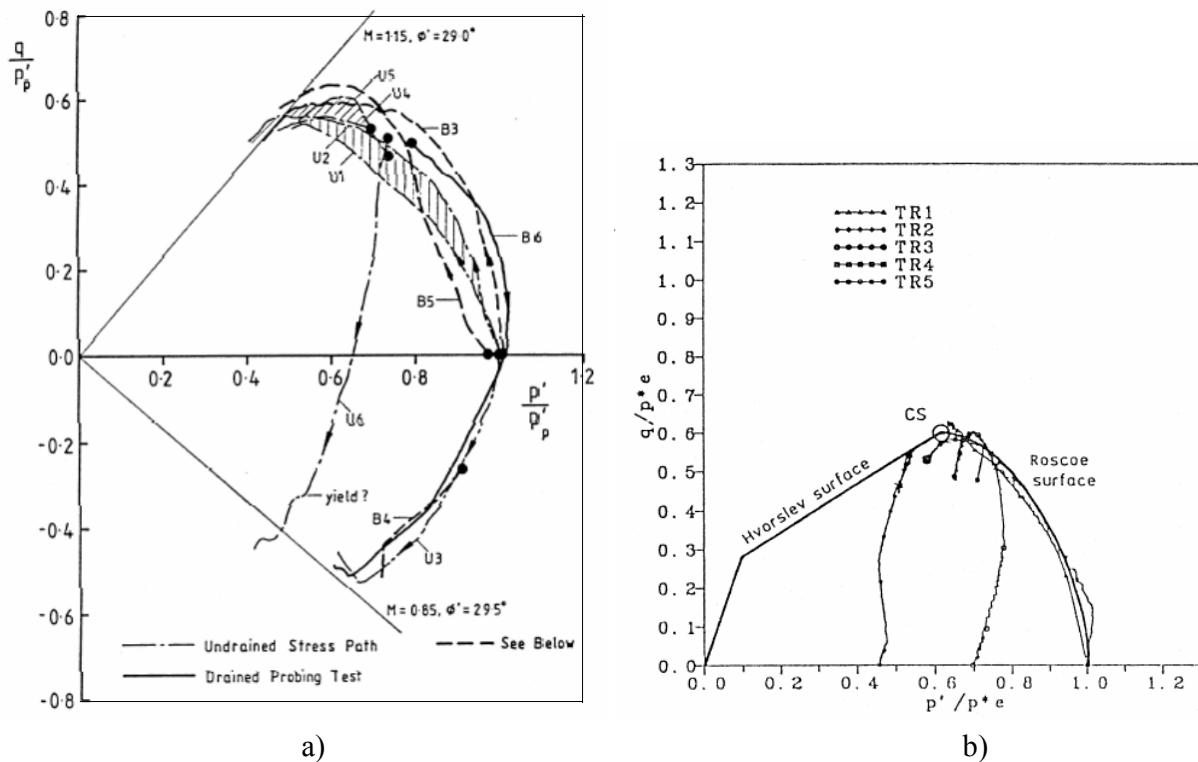 0·8
0·6
0·4
0·2
0·0
-0·2
-0·4
-0·6
-0·8
q
p'p
M=1·15, φ'=29·0°
U5
U4
B3
U2
U1
B6
B5
0·2
0·4
0·6
0·8
1·2
p'
p'p
U6
yield?
B4
U3
M=0·85, φ'=29·5°
Undrained Stress Path
See Below
Drained Probing Test
a)
1.3
1.2
1.1
1.0
0.9
0.8
0.7
0.6
0.5
0.4
0.3
0.2
0.1
0.0
q/p*e
TR1
TR2
TR3
TR4
TR5
CS
Hvorslev surface
Roscoe
surface
0.0
0.2
0.4
0.6
0.8
1.0
1.2
p'/p*e
b)